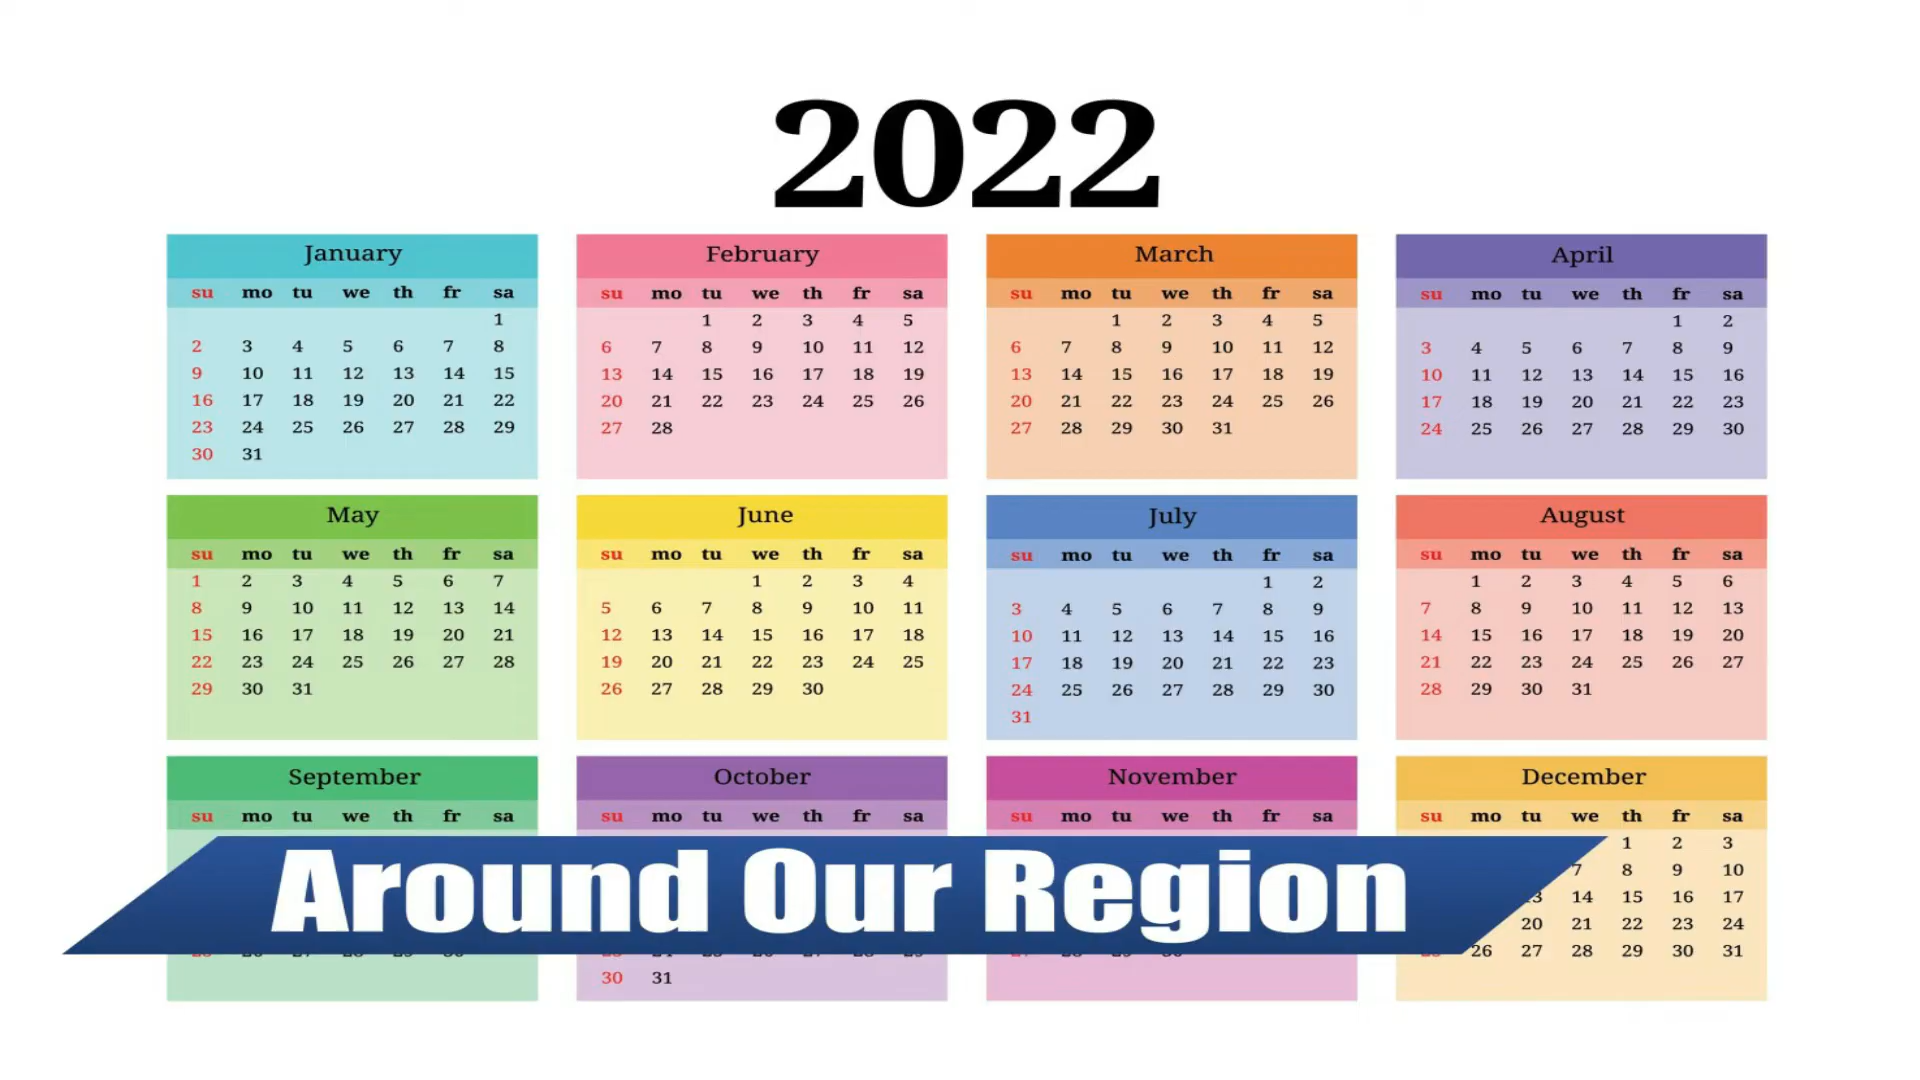 2022
January February March April
su mo tu we th fr sa su mo tu we th fr sa su mo tu we th fr sa su mo tu we th fr sa
1 1 2 3 4 5 1 2 3 4 5 1 2
2 3 4 5 6 7 8 6 7 8 9 10 11 12 6 7 8 9 10 11 12 3 4 5 6 7 8 9
9 10 11 12 13 14 15 13 14 15 16 17 18 19 13 14 15 16 17 18 19 10 11 12 13 14 15 16
16 17 18 19 20 21 22 20 21 22 23 24 25 26 20 21 22 23 24 25 26 17 18 19 20 21 22 23
23 24 25 26 27 28 29 27 28 27 28 29 30 31 24 25 26 27 28 29 30
30 31
May June July August
su mo tu we th fr sa su mo tu we th fr sa su mo tu we th fr sa su mo tu we th fr sa
1 2 3 4 5 6 7 1 2 3 4 1 2 1 2 3 4 5 6
8 9 10 11 12 13 14 5 6 7 8 9 10 11 3 4 5 6 7 8 9 7 8 9 10 11 12 13
15 16 17 18 19 20 21 12 13 14 15 16 17 18 10 11 12 13 14 15 16 14 15 16 17 18 19 20
22 23 24 25 26 27 28 19 20 21 22 23 24 25 17 18 19 20 21 22 23 21 22 23 24 25 26 27
29 30 31 26 27 28 29 30 24 25 26 27 28 29 30 28 29 30 31
31
September October November December
su mo tu we th fr sa su mo tu we th fr sa su mo tu we th fr sa su mo tu we th fr sa
1 2 3
7 8 9 10
14 15 16 17
20 21 22 23 24
26 27 28 29 30 31
30 31
Around Our Region